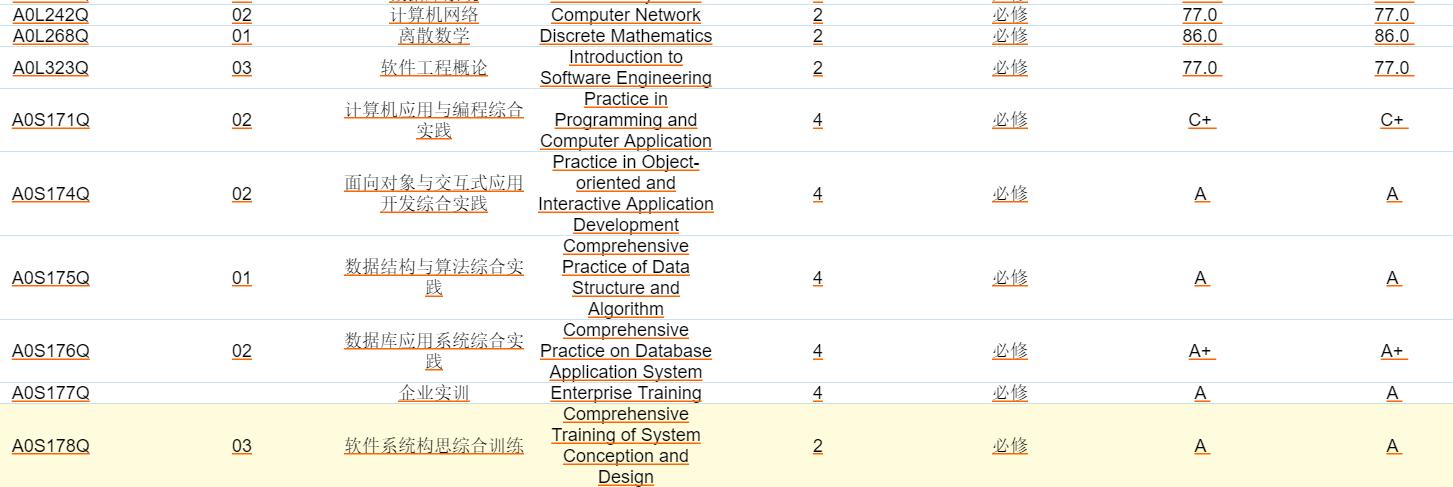 A0L242Q 02 计算机网络 Computer Network 2 必修 77.0 77.0
A0L268Q 01 离散数学 Discrete Mathematics 2 必修 86.0 86.0
A0L323Q 03 软件工程概论 Introduction to Software Engineering 2 必修 77.0 77.0
A0S171Q 02 计算机应用与编程综合实践 Practice in Programming and Computer Application 4 必修 C+ C+
A0S174Q 02 面向对象与交互式应用开发综合实践 Practice in Object-oriented and Interactive Application Development 4 必修 A A
A0S175Q 01 数据结构与算法综合实践 Comprehensive Practice of Data Structure and Algorithm 4 必修 A A
A0S176Q 02 数据库应用系统综合实践 Comprehensive Practice on Database Application System 4 必修 A+ A+
A0S177Q 企业实训 Enterprise Training 4 必修 A A
A0S178Q 03 软件系统构思综合训练 Comprehensive Training of System Conception and Design 2 必修 A A